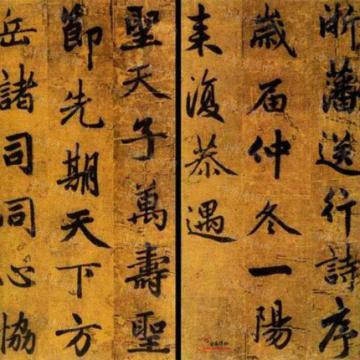 浙藩送行詩序
歲届仲冬一陽
来復恭遇
聖天子萬壽聖
節先期天下方
岳諸司同心協